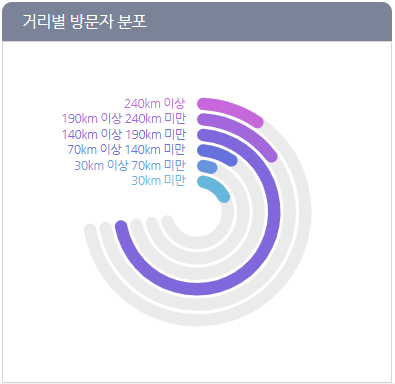 거리별 방문자 분포
240km 이상
190km 이상 240km 미만
140km 이상 190km 미만
70km 이상 140km 미만
30km 이상 70km 미만
30km 미만